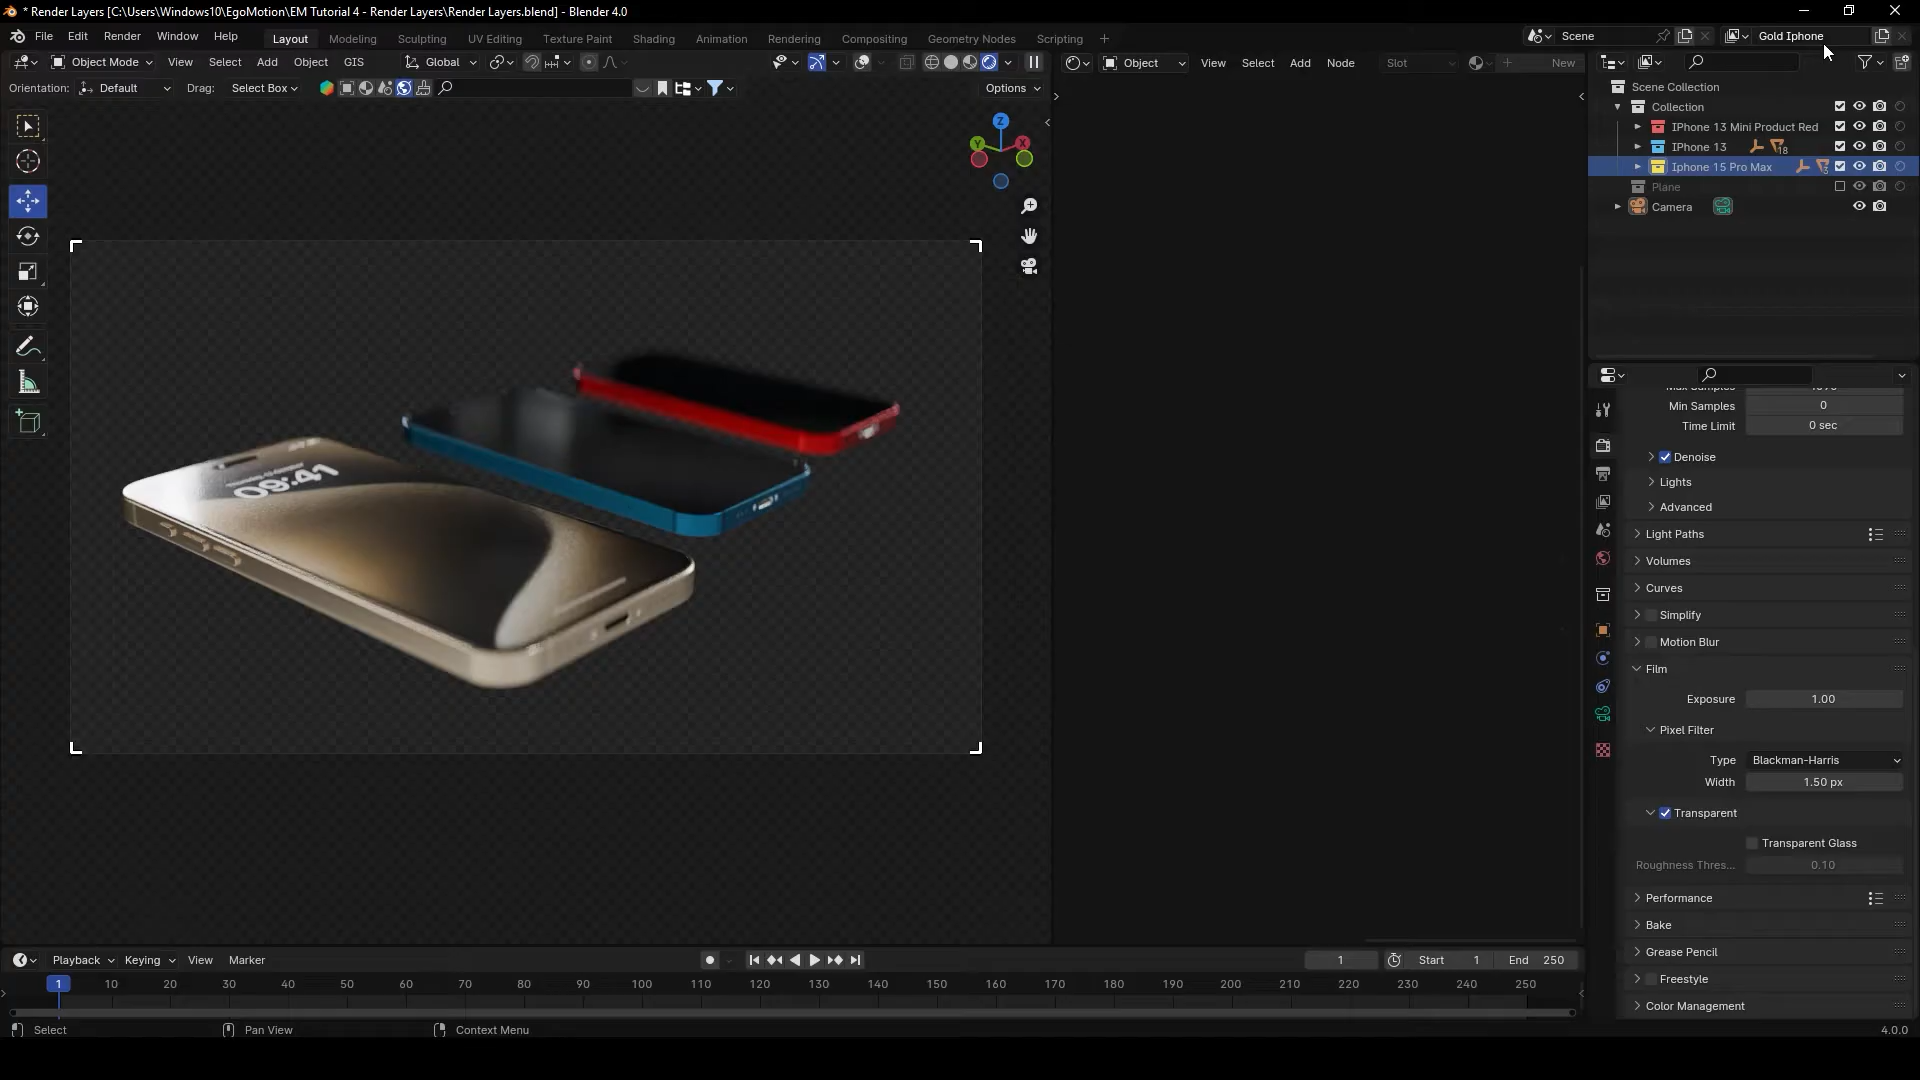 * Render Layers [C:\Users\Windows10\EgoMotion\EM Tutorial 4 - Render Layers\Render Layers.blend] - Blender 4.0
File Edit Render Window Help
Layout Modeling Sculpting UV Editing Texture Paint Shading Animation Rendering Compositing Geometry Nodes Scripting +
Scene
Gold Iphone
Object Mode View Select Add Object GIS Global
Object View Select Add Node Slot New
Orientation: Default Drag: Select Box
Options
Z
Y
X
09:41
Scene Collection
Collection
IPhone 13 Mini Product Red
IPhone 13
18
Iphone 15 Pro Max
Plane
Camera
Min Samples 0
Time Limit 0 sec
Denoise
Lights
Advanced
Light Paths
Volumes
Curves
Simplify
Motion Blur
Film
Exposure 1.00
Pixel Filter
Type Blackman-Harris
Width 1.50 px
Transparent
Transparent Glass
Roughness Thres... 0.10
Performance
Bake
Grease Pencil
Freestyle
Color Management
Playback Keying View Marker
1 Start 1 End 250
1 10 20 30 40 50 60 70 80 90 100 110 120 130 140 150 160 170 180 190 200 210 220 230 240 250
Select Pan View Context Menu
4.0.0